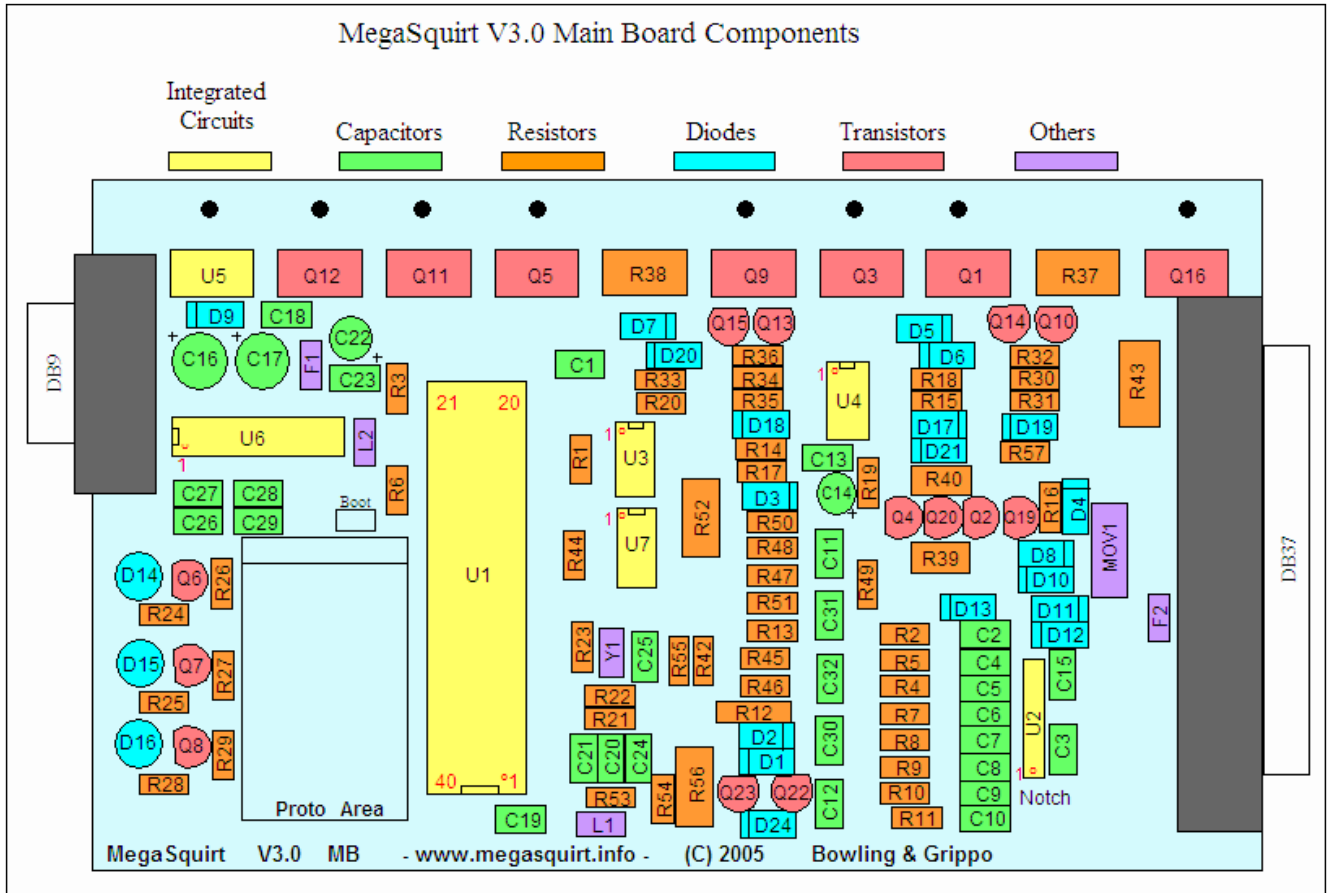 MegaSquirt V3.0 Main Board Components
Integrated
Circuits
Capacitors
Resistors
Diodes
Transistors
Others
U5
Q12
Q11
Q5
R38
Q9
Q3
Q1
R37
Q16
DB9
D9
C18
C16
C17
F1
C22
C23
R3
+
+
+
D7
D20
C1
R33
R20
Q15
Q13
R36
R34
R35
D18
R14
R17
D3
R50
R48
R47
R51
R13
R45
R46
R12
D2
D1
Q23
Q22
D24
D5
D6
R18
R15
D17
D21
R40
Q14
Q10
R32
R30
R31
D19
R57
R43
U6
1
L2
R6
Boot
C27
C28
C26
C29
21
20
U1
40
1
R1
1
U3
1
U7
R44
R52
1
U4
C13
C14
+
R19
C11
R49
C31
C32
C30
C12
Q4
Q20
Q2
Q19
R39
R16
D4
MOV1
D8
D10
D11
D12
F2
DB37
D13
R2
C2
R5
C4
R4
C5
R7
C6
R8
C7
R9
C8
R10
C9
R11
C10
U2
1
Notch
C15
C3
D14
Q6
R26
R24
D15
Q7
R27
R25
D16
Q8
R29
R28
Proto Area
R23
Y1
C25
R55
R42
R22
R21
C21
C20
C24
R53
R54
R56
L1
C19
MegaSquirt V3.0 MB - www.megasquirt.info - (C) 2005 Bowling & Grippo